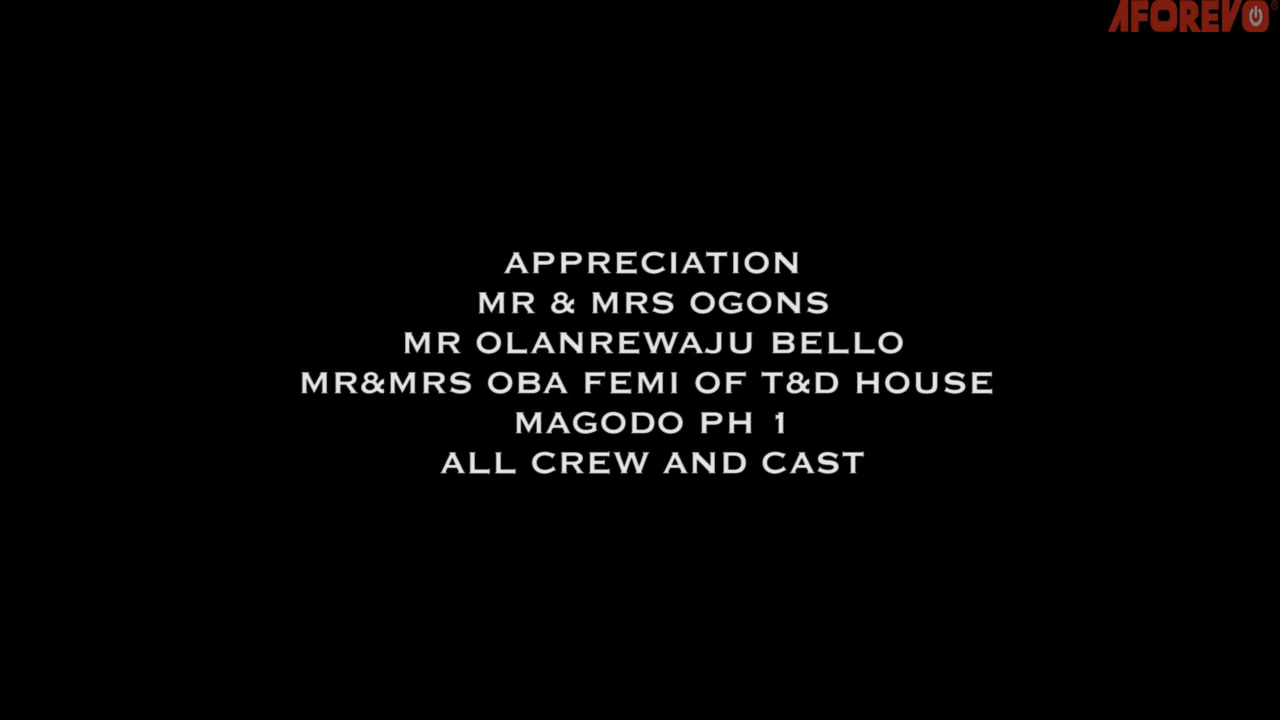 AFOREVO®
APPRECIATION
MR & MRS OGONS
MR OLANREWAJU BELLO
MR&MRS OBA FEMI OF T&D HOUSE
MAGODO PH 1
ALL CREW AND CAST